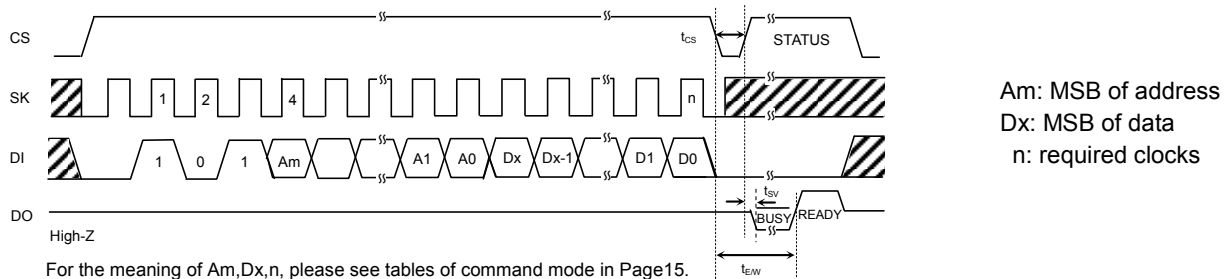 CS
tCS
STATUS
SK
1 2 4 n
DI
1 0 1 Am A1 A0 Dx Dx-1 D1 D0
tSV
DO
BUSY READY
High-Z
tE/W
For the meaning of Am,Dx,n, please see tables of command mode in Page15.
Am: MSB of address
Dx: MSB of data
n: required clocks